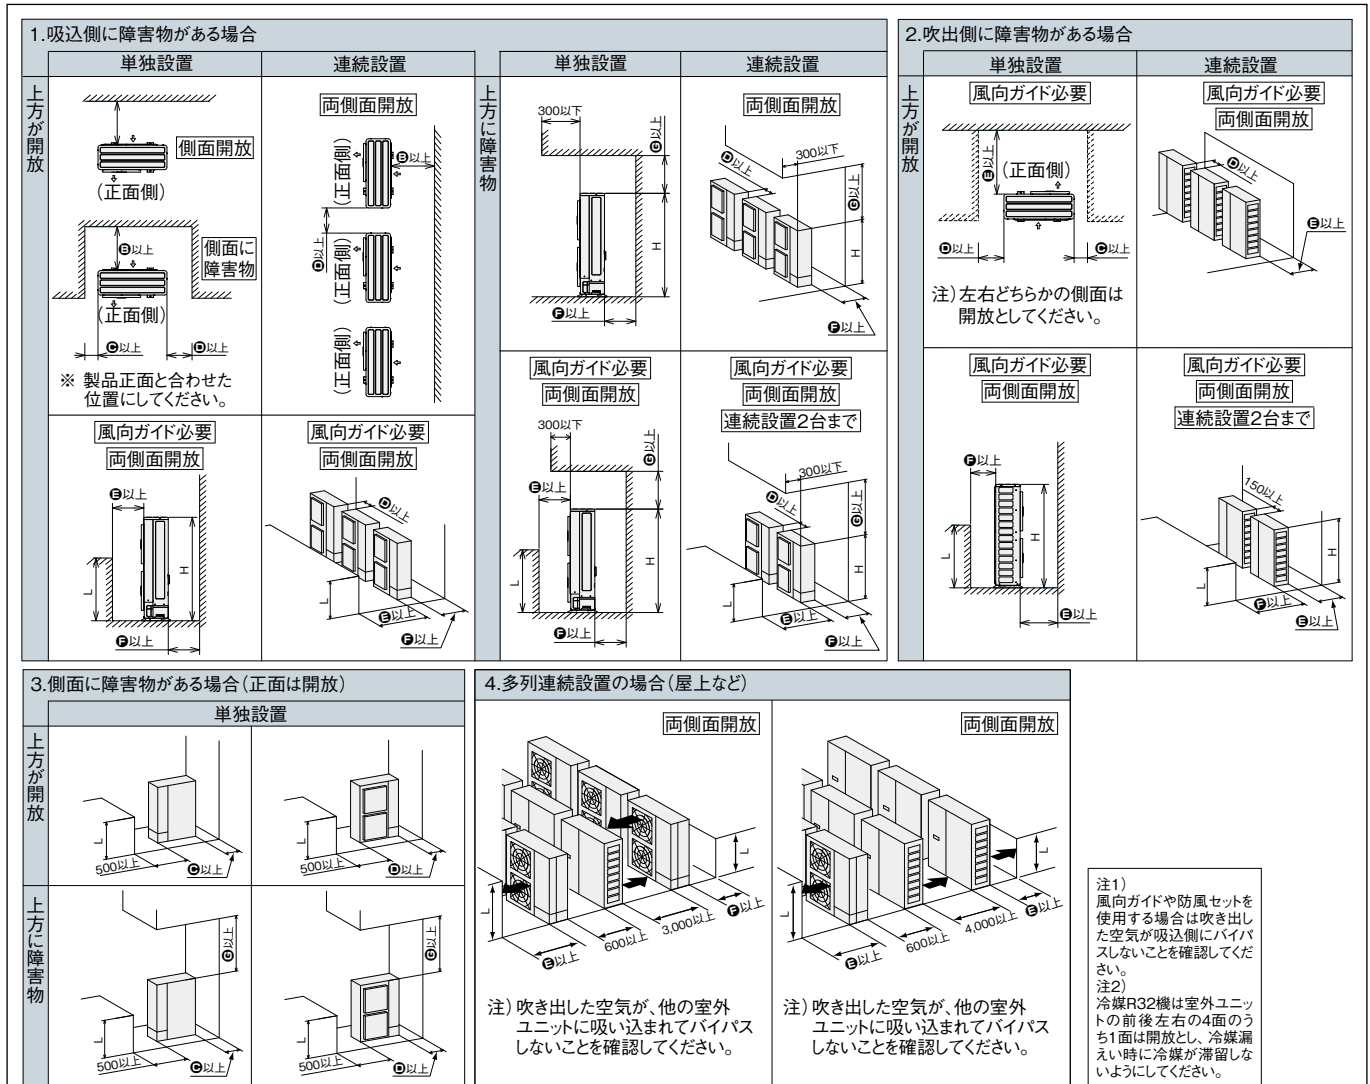 1.吸込側に障害物がある場合
単独設置
連続設置
単独設置
連続設置
上方が開放
側面開放
(正面側)
Ⓑ以上
側面に
障害物
(正面側)
Ⓒ以上
Ⓓ以上
※ 製品正面と合わせた
位置にしてください。
両側面開放
Ⓑ以上
(正面側)
Ⓓ以上
(正面側)
(正面側)
風向ガイド必要
両側面開放
Ⓔ以上
H
L
Ⓕ以上
風向ガイド必要
両側面開放
Ⓓ以上
L
Ⓔ以上
Ⓕ以上
上方に障害物
300以下
Ⓖ以上
H
Ⓕ以上
両側面開放
Ⓓ以上
300以下
Ⓖ以上
H
Ⓕ以上
風向ガイド必要
両側面開放
300以下
Ⓖ以上
Ⓔ以上
H
L
Ⓕ以上
風向ガイド必要
両側面開放
連続設置2台まで
300以下
Ⓓ以上
Ⓖ以上
H
L
Ⓔ以上
Ⓕ以上
2.吹出側に障害物がある場合
単独設置
連続設置
上方が開放
風向ガイド必要
Ⓔ以上
(正面側)
Ⓓ以上
Ⓒ以上
注)左右どちらかの側面は
開放としてください。
風向ガイド必要
両側面開放
Ⓓ以上
Ⓔ以上
風向ガイド必要
両側面開放
Ⓕ以上
H
L
Ⓔ以上
風向ガイド必要
両側面開放
連続設置2台まで
150以上
H
L
Ⓕ以上
Ⓔ以上
3.側面に障害物がある場合(正面は開放)
単独設置
上方が開放
L
500以上
Ⓒ以上
L
500以上
Ⓓ以上
上方に障害物
Ⓖ以上
L
500以上
Ⓒ以上
Ⓖ以上
L
500以上
Ⓓ以上
4.多列連続設置の場合(屋上など)
両側面開放
L
L
Ⓕ以上
3,000以上
600以上
Ⓔ以上
注)吹き出した空気が、他の室外
ユニットに吸い込まれてバイパス
しないことを確認してください。
両側面開放
L
L
Ⓔ以上
4,000以上
600以上
Ⓔ以上
注)吹き出した空気が、他の室外
ユニットに吸い込まれてバイパス
しないことを確認してください。
注1)
風向ガイドや防風セットを
使用する場合は吹き出し
た空気が吸込側にバイパ
スしないことを確認してくだ
さい。
注2)
冷媒R32機は室外ユニッ
トの前後左右の4面のう
ち1面は開放とし、冷媒漏
えい時に冷媒が滞留しな
いようにしてください。